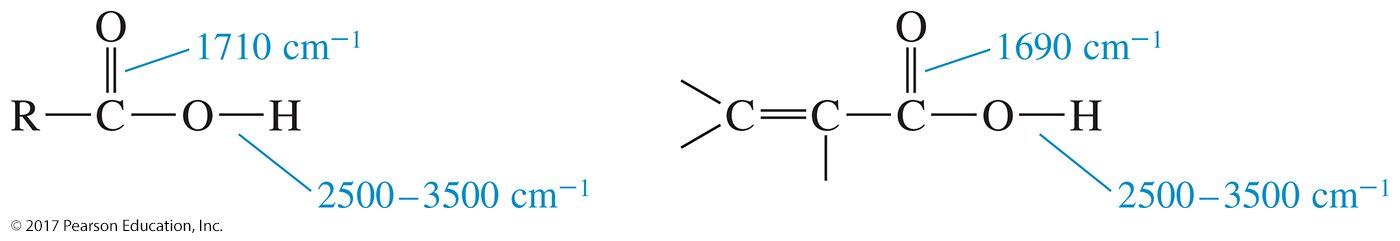 O 1710 cm⁻¹ O 1690 cm⁻¹
R—C—O—H C=C—C—O—H
2500–3500 cm⁻¹ 2500–3500 cm⁻¹
© 2017 Pearson Education, Inc.